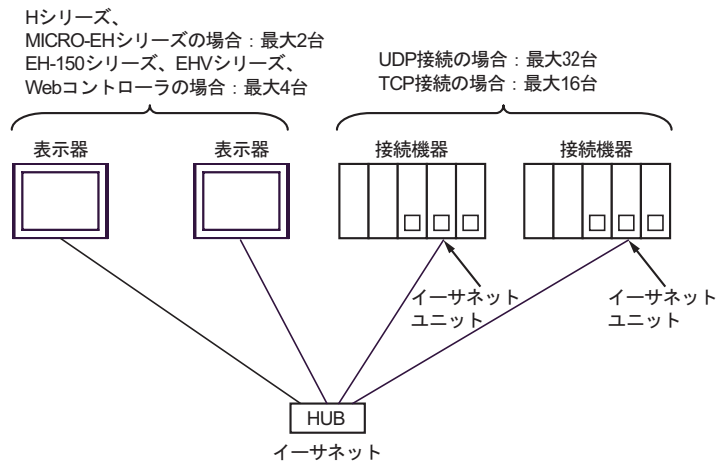 Hシリーズ、
MICRO-EHシリーズの場合：最大2台
EH-150シリーズ、EHVシリーズ、
Webコントローラの場合：最大4台
UDP接続の場合：最大32台
TCP接続の場合：最大16台
表示器
表示器
接続機器
接続機器
イーサネット
ユニット
イーサネット
ユニット
HUB
イーサネット